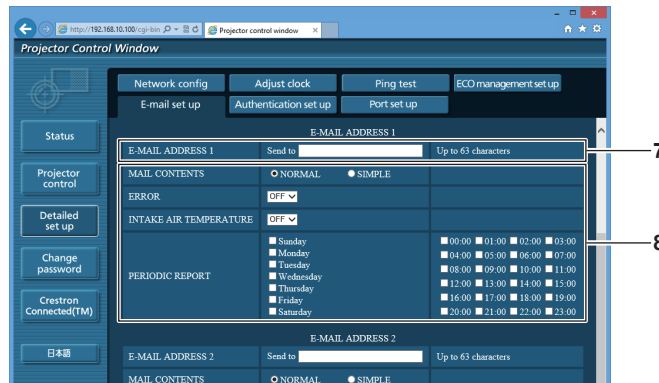 http://192.168.10.100/cgi-bin
Projector control window
Projector Control Window
Network config Adjust clock Ping test ECO management set up
E-mail set up Authentication set up Port set up
Status
Projector control
Detailed set up
Change password
Crestron Connected(TM)
日本語
E-MAIL ADDRESS 1
E-MAIL ADDRESS 1 Send to Up to 63 characters
7
MAIL CONTENTS NORMAL SIMPLE
ERROR OFF
INTAKE AIR TEMPERATURE OFF
8
PERIODIC REPORT
Sunday
Monday
Tuesday
Wednesday
Thursday
Friday
Saturday
00:00 01:00 02:00 03:00
04:00 05:00 06:00 07:00
08:00 09:00 10:00 11:00
12:00 13:00 14:00 15:00
16:00 17:00 18:00 19:00
20:00 21:00 22:00 23:00
E-MAIL ADDRESS 2
E-MAIL ADDRESS 2 Send to Up to 63 characters
MAIL CONTENTS NORMAL SIMPLE